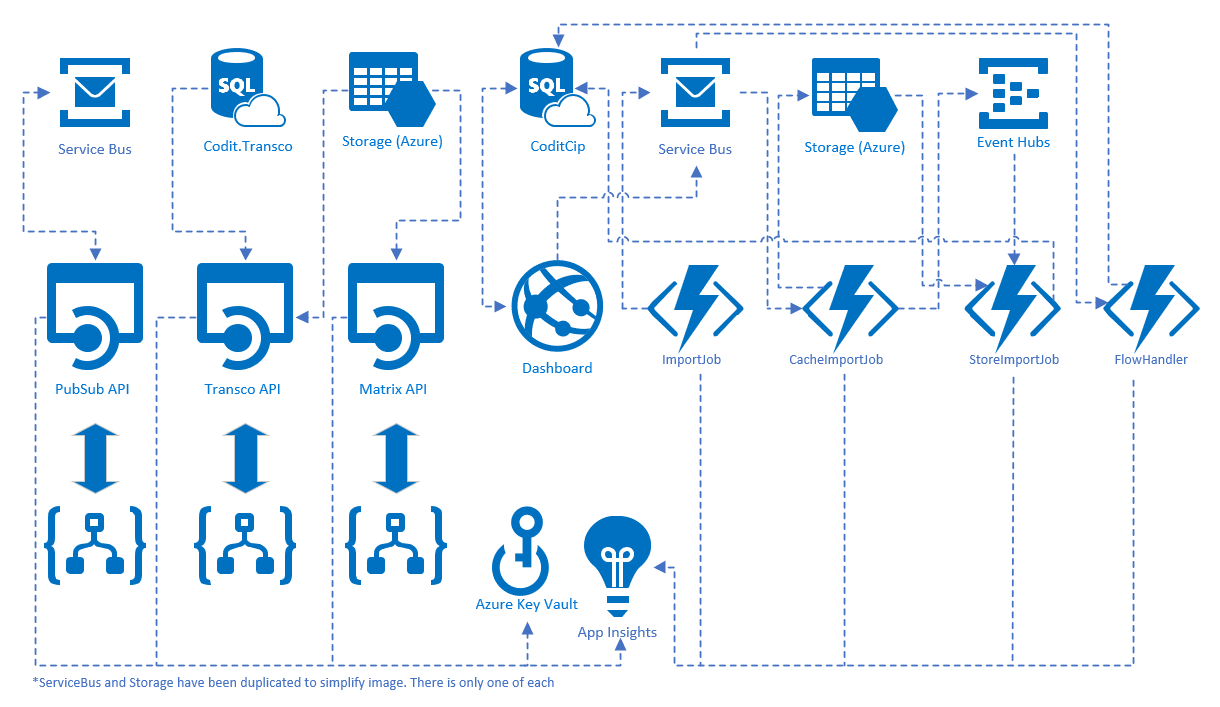 SQL
SQL
Service Bus
Codit.Transco
Storage (Azure)
CoditCip
Service Bus
Storage (Azure)
Event Hubs
PubSub API
Transco API
Matrix API
Dashboard
ImportJob
CacheImportJob
StoreImportJob
FlowHandler
Azure Key Vault
App Insights
*ServiceBus and Storage have been duplicated to simplify image. There is only one of each